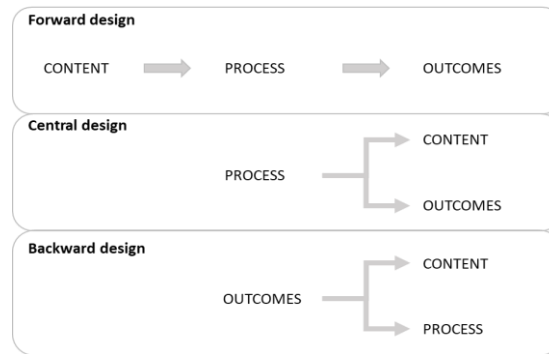 Forward design
CONTENT PROCESS OUTCOMES
Central design
CONTENT
PROCESS
OUTCOMES
Backward design
CONTENT
OUTCOMES
PROCESS